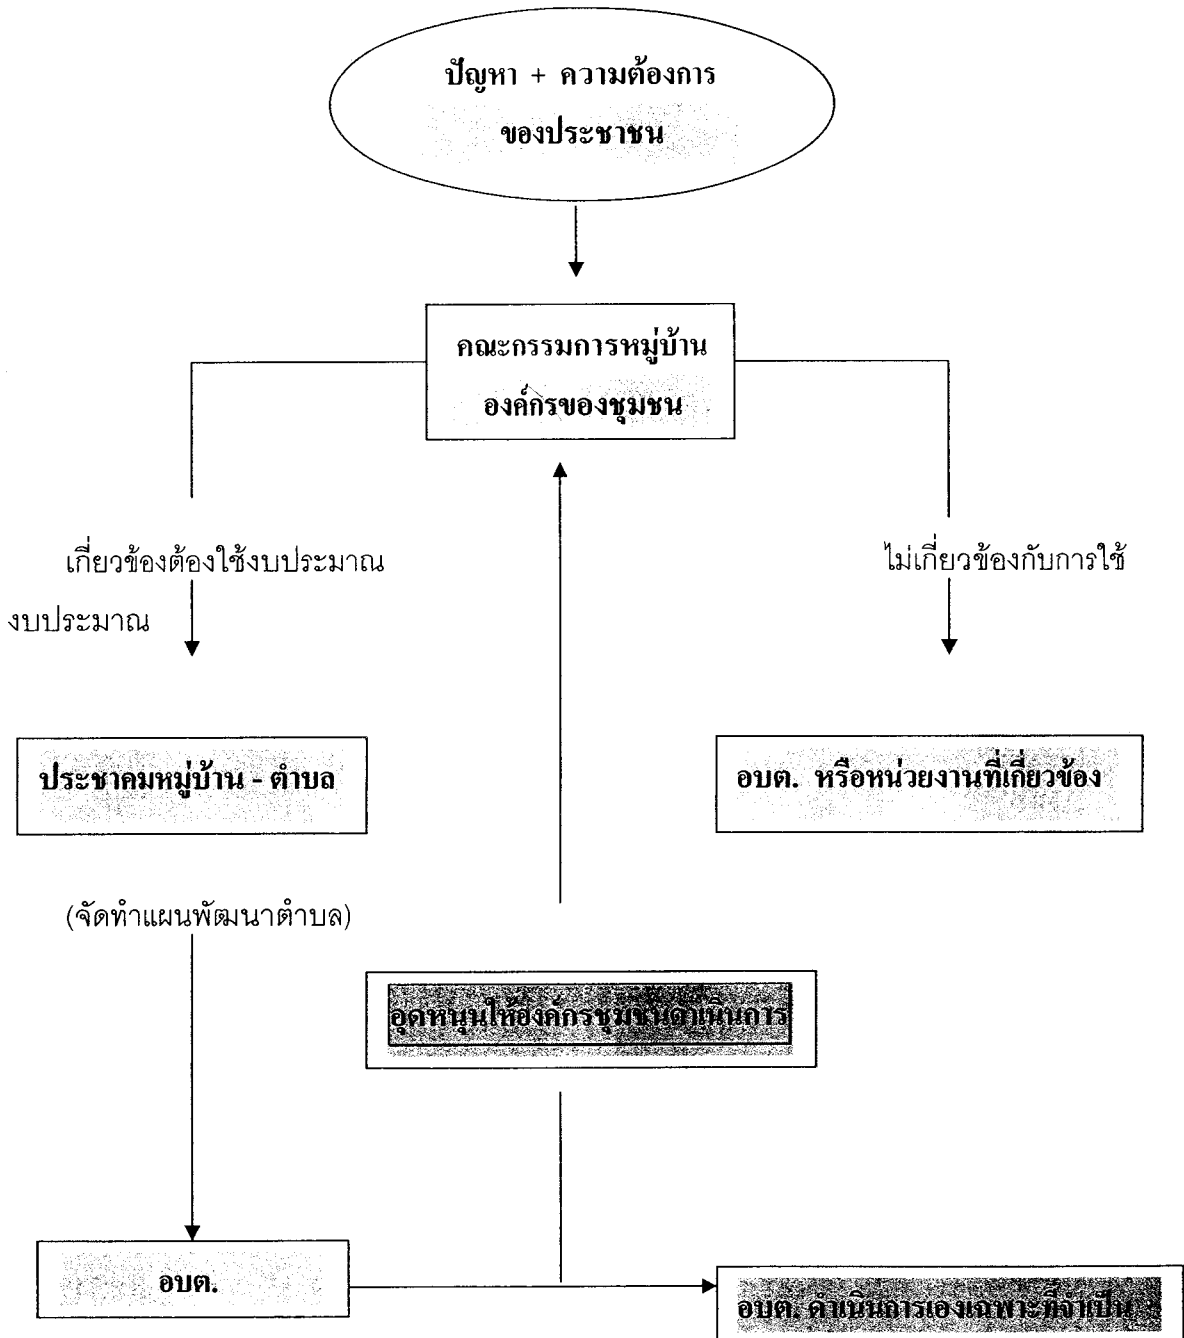 ปัญหา + ความต้องการ
ของประชาชน
คณะกรรมการหมู่บ้าน
องค์กรของชุมชน
เกี่ยวข้องต้องใช้งบประมาณ
ไม่เกี่ยวข้องกับการใช้
งบประมาณ
ประชาคมหมู่บ้าน - ตำบล
อบต. หรือหน่วยงานที่เกี่ยวข้อง
(จัดทำแผนพัฒนาตำบล)
อุดหนุนให้องค์กรชุมชนดำเนินการ
อบต.
อบต. ดำเนินการเองเฉพาะที่จำเป็น